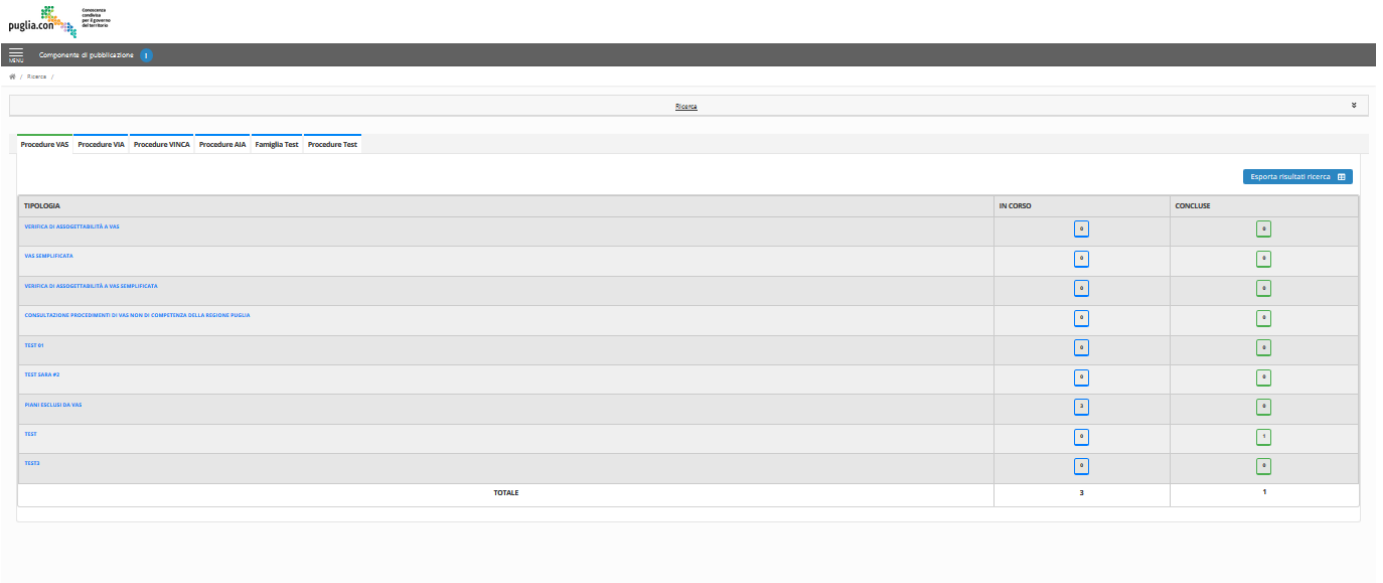 puglia.con
Conoscenza
condivisa
per il governo
del territorio
MENU
Componente di pubblicazione
/ Ricerca /
Ricerca
Procedure VAS Procedure VIA Procedure VINCA Procedure AIA Famiglia Test Procedure Test
Esporta risultati ricerca
TIPOLOGIA IN CORSO CONCLUSE
VERIFICA DI ASSOGETTABILITÀ A VAS 0 0
VAS SEMPLIFICATA 0 0
VERIFICA DI ASSOGETTABILITÀ A VAS SEMPLIFICATA 0 0
CONSULTAZIONE PROCEDIMENTI DI VAS NON DI COMPETENZA DELLA REGIONE PUGLIA 0 0
TEST 01 0 0
TEST SARA #2 0 0
PIANI ESCLUSI DA VAS 3 0
TEST 0 1
TEST3 0 0
TOTALE 3 1